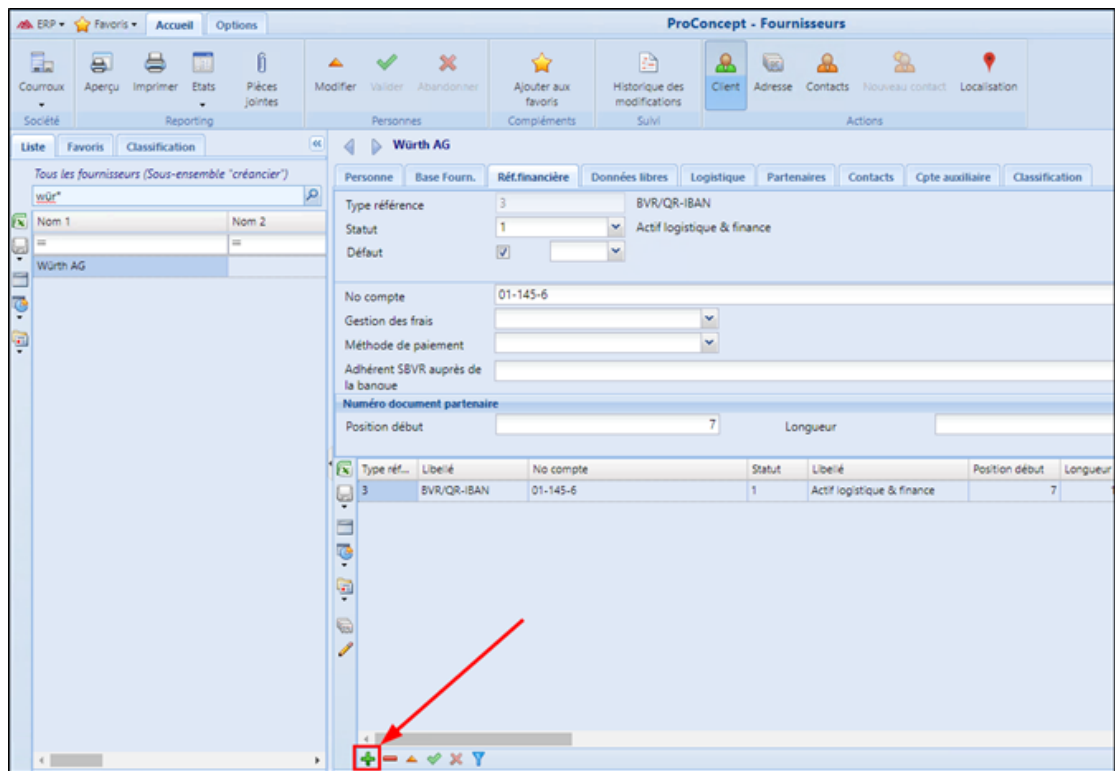 ERP Favoris Accueil Options ProConcept - Fournisseurs
Courroux Aperçu Imprimer Etats Pièces jointes Modifier Valider Abandonner Ajouter aux favoris Historique des modifications Client Adresse Contacts Nouveau contact Localisation
Société Reporting Personnes Compléments Suivi Actions
Liste Favoris Classification
Würth AG
Tous les fournisseurs (Sous-ensemble "créancier")
wür*
Nom 1 Nom 2
= =
Würth AG
Personne Base Fourn. Réf.financière Données libres Logistique Partenaires Contacts Cpte auxiliaire Classification
Type référence 3 BVR/QR-IBAN
Statut 1 Actif logistique & finance
Défaut
No compte 01-145-6
Gestion des frais
Méthode de paiement
Adhérent SBVR auprès de
la banque
Numéro document partenaire
Position début 7 Longueur
Type réf... Libellé No compte Statut Libellé Position début Longueur
3 BVR/QR-IBAN 01-145-6 1 Actif logistique & finance 7